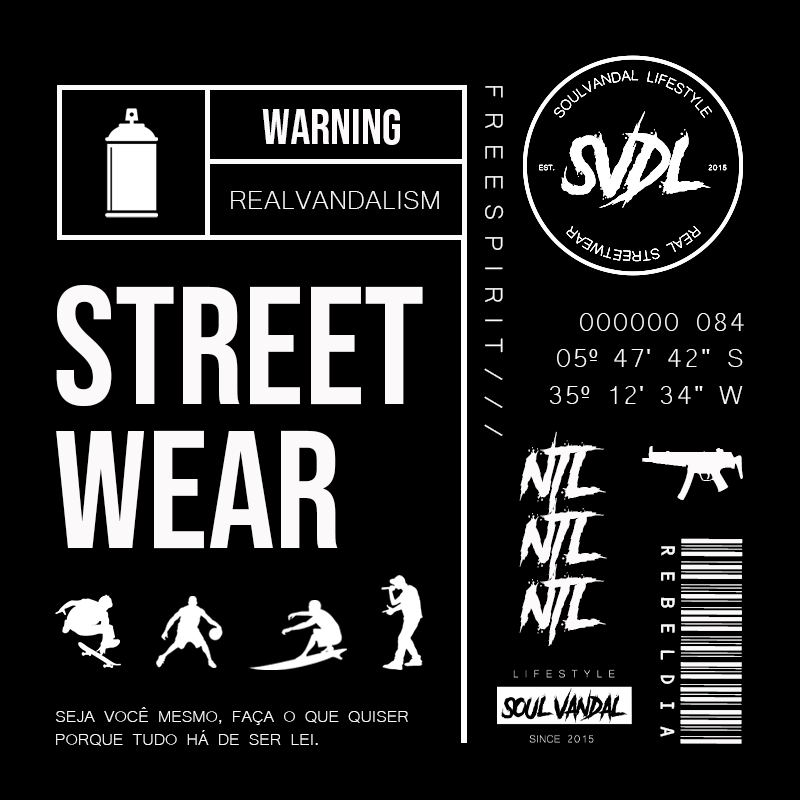 WARNING
REALVANDALISM
STREET
WEAR
SEJA VOCÊ MESMO, FAÇA O QUE QUISER
PORQUE TUDO HÁ DE SER LEI.
FREESPIRIT///
SOULVANDAL LIFESTYLE
EST. SVDL 2015
REAL STREETWEAR
000000 084
05º 47' 42" S
35º 12' 34" W
NTL
NTL
NTL
REBELDIA
LIFESTYLE
SOUL VANDAL
SINCE 2015